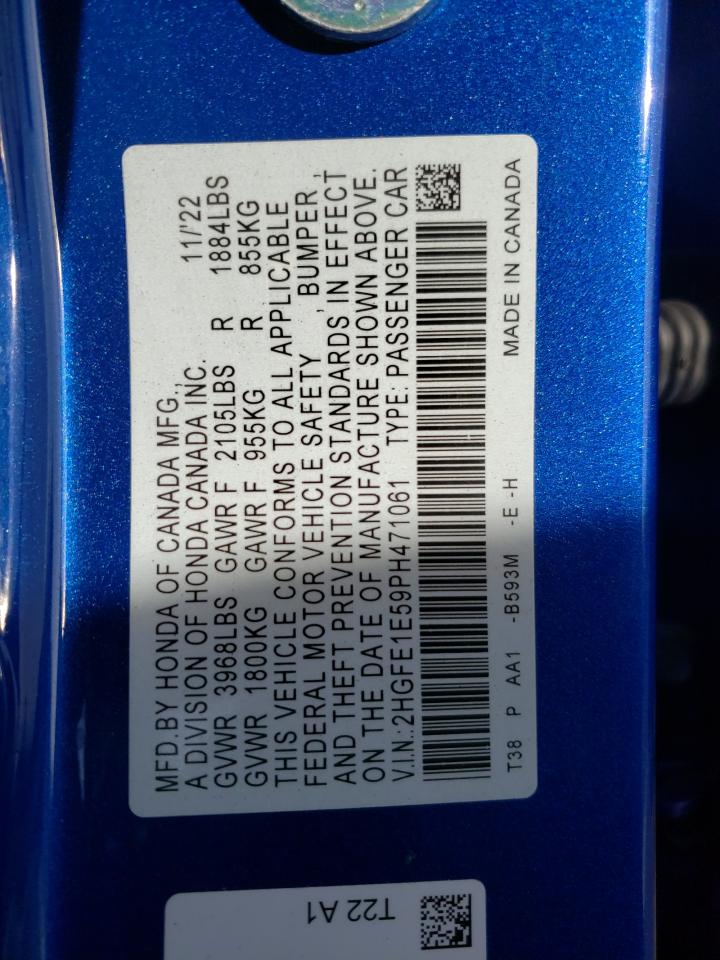 MFD.BY HONDA OF CANADA MFG.,
A DIVISION OF HONDA CANADA INC. 11/'22
GVWR 3968LBS GAWR F 2105LBS R 1884LBS
GVWR 1800KG GAWR F 955KG R 855KG
THIS VEHICLE CONFORMS TO ALL APPLICABLE
FEDERAL MOTOR VEHICLE SAFETY , BUMPER ,
AND THEFT PREVENTION STANDARDS IN EFFECT
ON THE DATE OF MANUFACTURE SHOWN ABOVE.
V.I.N.:2HGFE1E59PH471061 TYPE: PASSENGER CAR
T38 P AA1 -B593M -E -H MADE IN CANADA
T22 A1